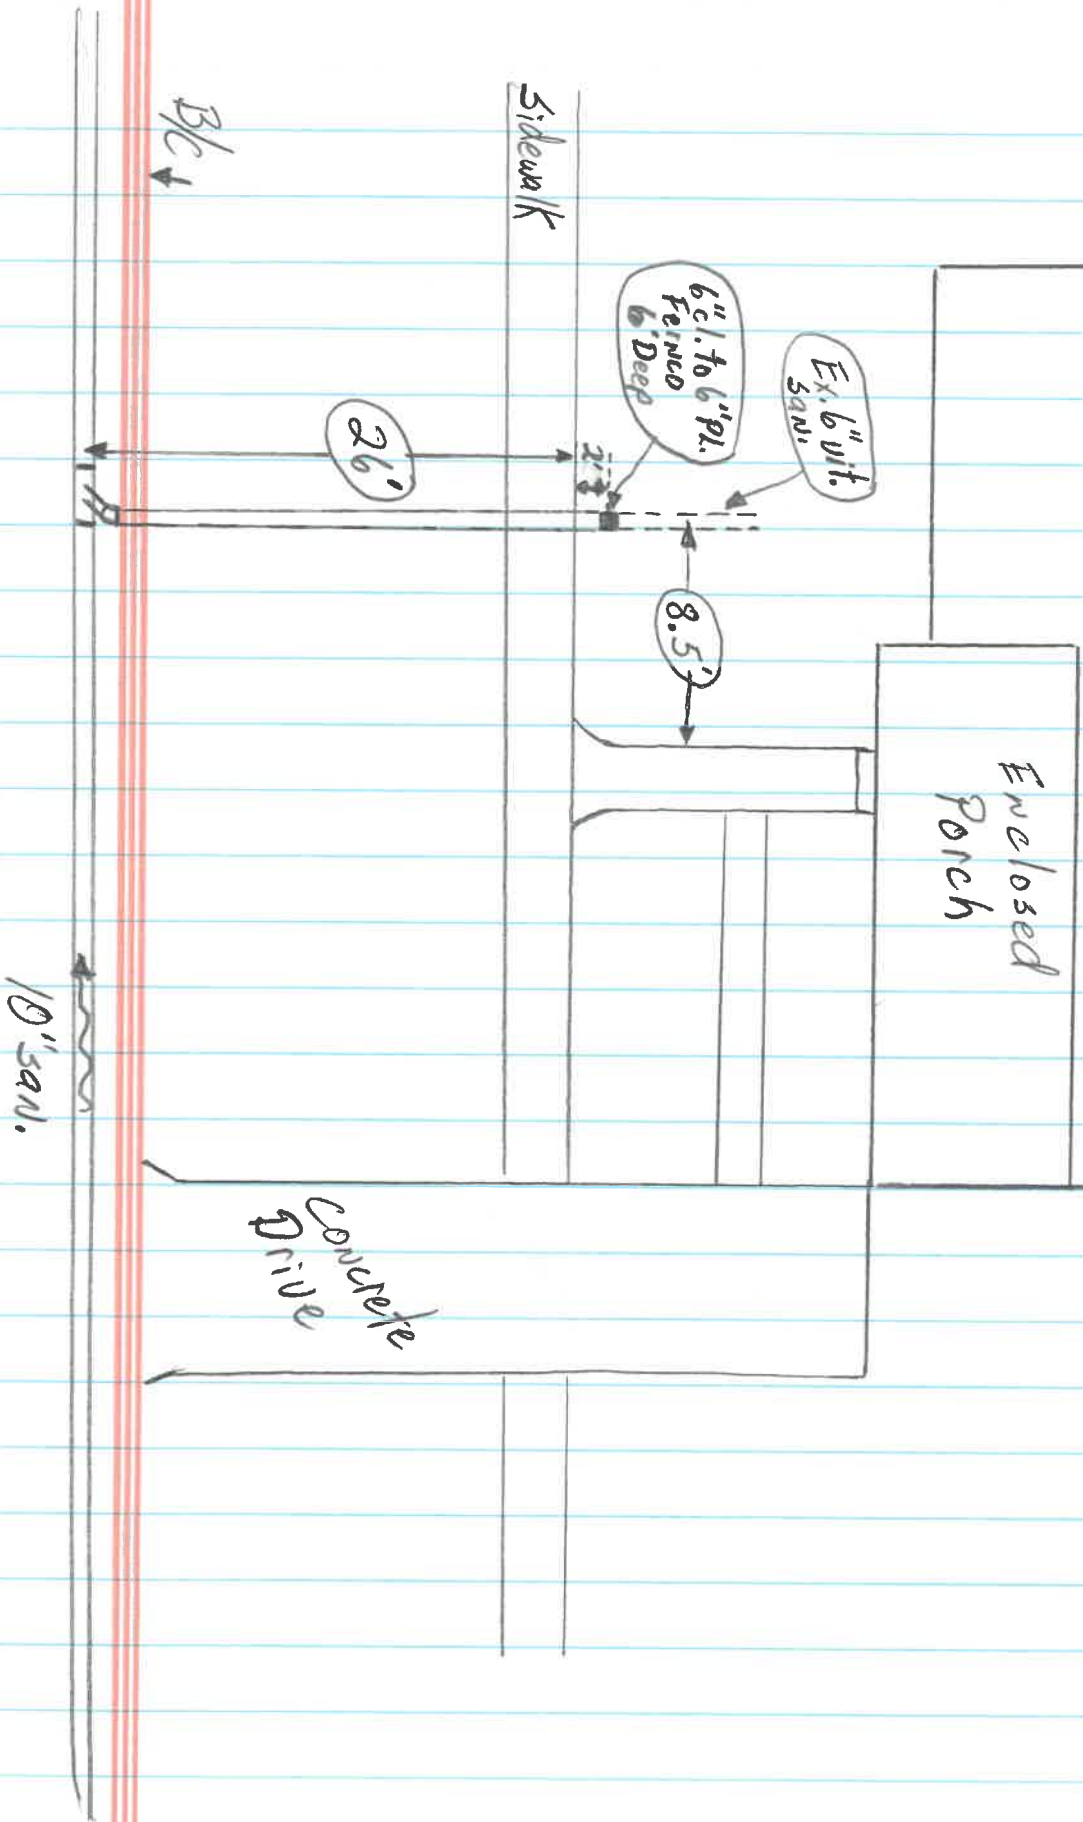 Enclosed
Porch
Ex. 6" vit.
san.
6" cl. to 6" pl.
Fernco
6' Deep
8.5'
2'
Sidewalk
26'
Concrete
Drive
B/C
10" san.